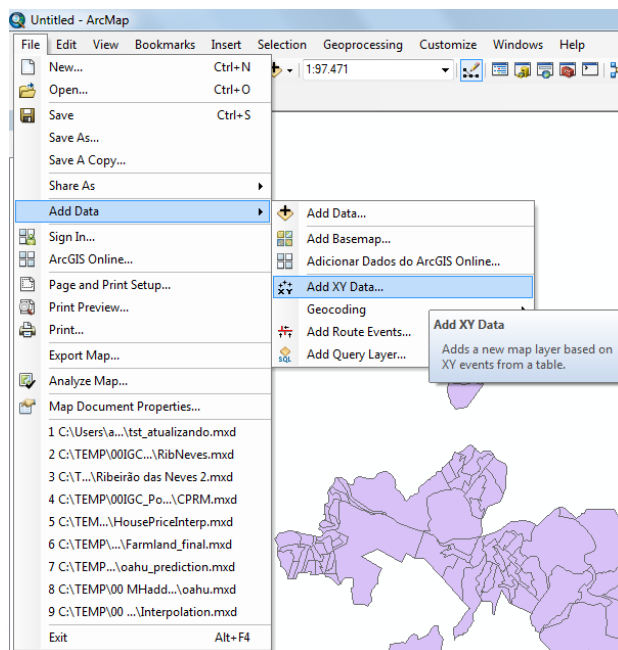 Untitled - ArcMap
File Edit View Bookmarks Insert Selection Geoprocessing Customize Windows Help
New... Ctrl+N
1:97.471
Open... Ctrl+O
Save Ctrl+S
Save As...
Save A Copy...
Share As
Add Data
Add Data...
Sign In...
Add Basemap...
ArcGIS Online...
Adicionar Dados do ArcGIS Online...
Page and Print Setup...
Add XY Data...
Print Preview...
Geocoding
Print...
Add Route Events...
Export Map...
SQL
Add Query Layer...
Add XY Data
Adds a new map layer based on
XY events from a table.
Analyze Map...
Map Document Properties...
1 C:\Users\a...\tst_atualizando.mxd
2 C:\TEMP\00IGC...\RibNeves.mxd
3 C:\T...\Ribeirão das Neves 2.mxd
4 C:\TEMP\00IGC_Po...\CPRM.mxd
5 C:\TEM...\HousePriceInterp.mxd
6 C:\TEMP\...\Farmland_final.mxd
7 C:\TEMP...\oahu_prediction.mxd
8 C:\TEMP\00 MHadd...\oahu.mxd
9 C:\TEMP\00 ...\Interpolation.mxd
Exit Alt+F4